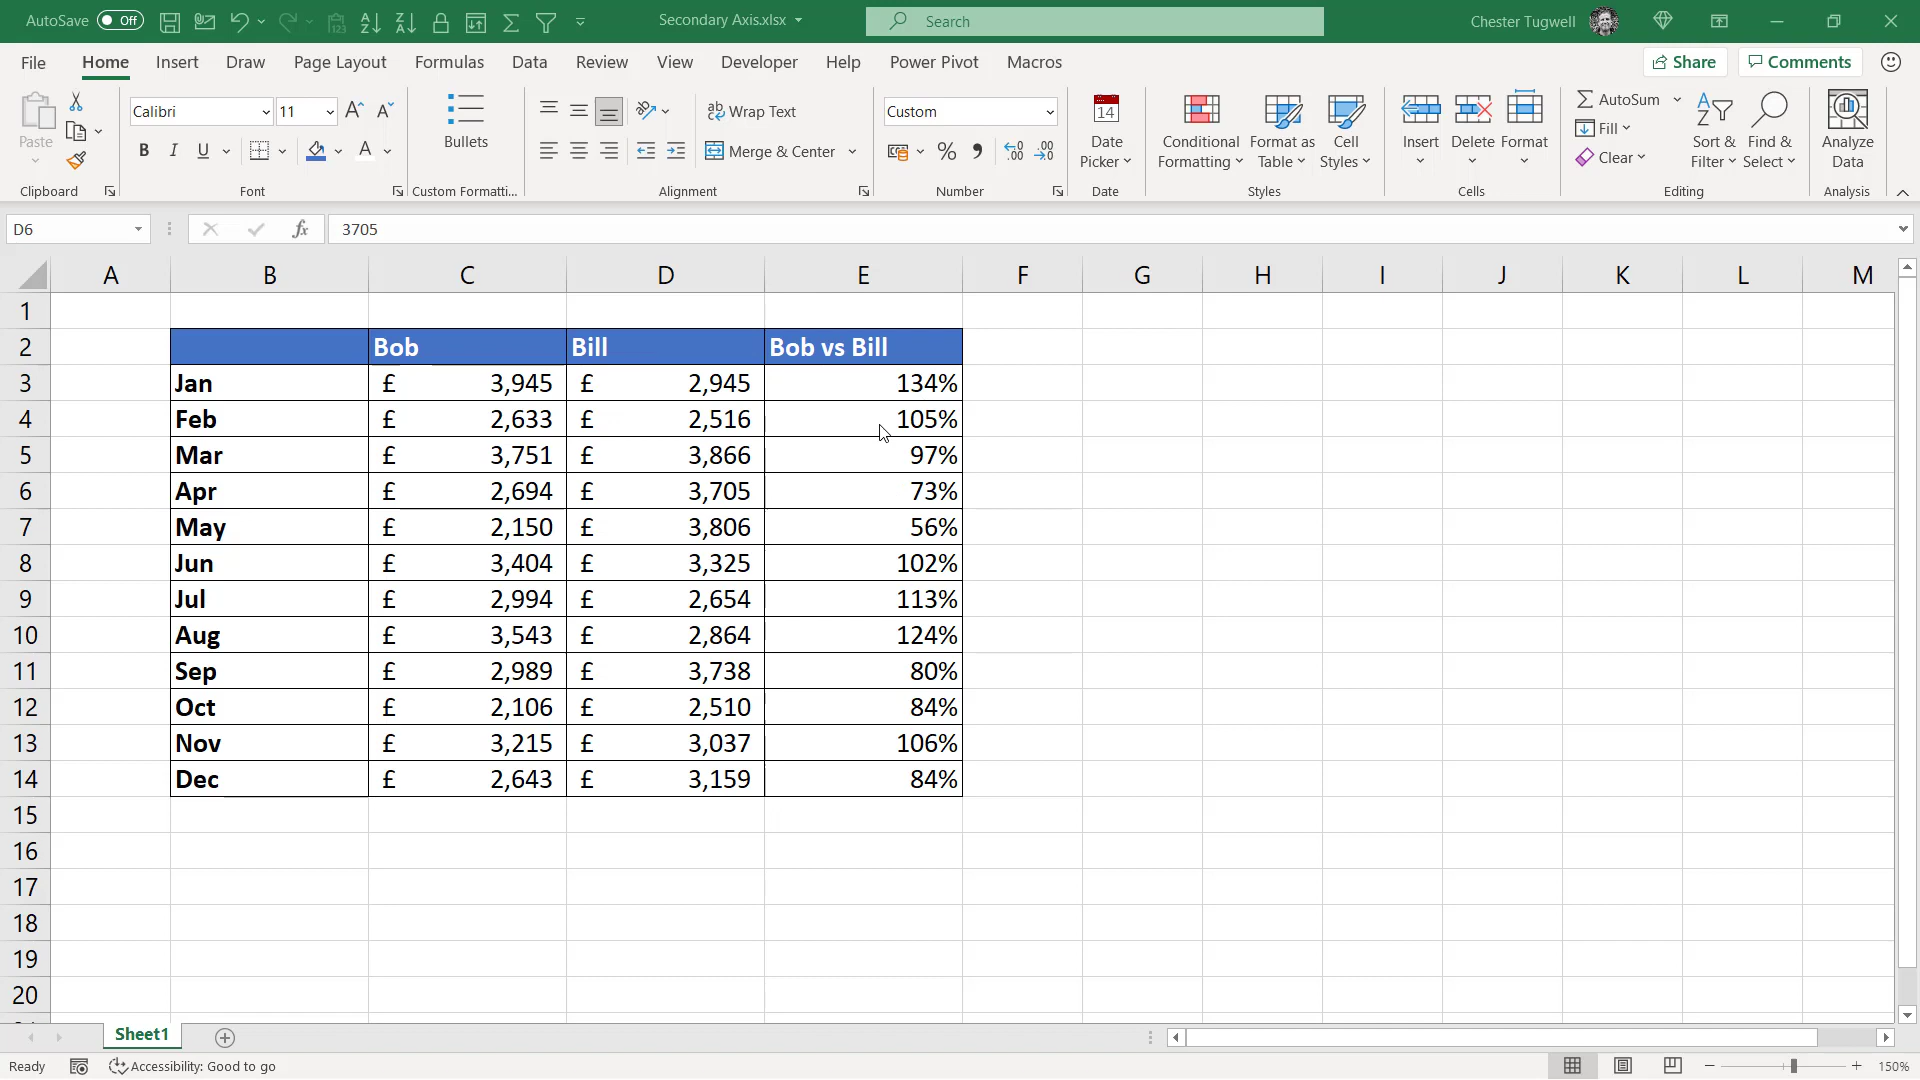 AutoSave Off Secondary Axis.xlsx Search Chester Tugwell
File Home Insert Draw Page Layout Formulas Data Review View Developer Help Power Pivot Macros Share Comments
Calibri 11 Wrap Text Custom AutoSum
Paste B I U Bullets Merge & Center Date Picker Conditional Formatting Format as Table Cell Styles Insert Delete Format Fill Clear Sort & Filter Find & Select Analyze Data
Clipboard Font Custom Formatti... Alignment Number Date Styles Cells Editing Analysis
D6 fx 3705
A B C D E F G H I J K L M
1
2 Bob Bill Bob vs Bill
3 Jan £ 3,945 £ 2,945 134%
4 Feb £ 2,633 £ 2,516 105%
5 Mar £ 3,751 £ 3,866 97%
6 Apr £ 2,694 £ 3,705 73%
7 May £ 2,150 £ 3,806 56%
8 Jun £ 3,404 £ 3,325 102%
9 Jul £ 2,994 £ 2,654 113%
10 Aug £ 3,543 £ 2,864 124%
11 Sep £ 2,989 £ 3,738 80%
12 Oct £ 2,106 £ 2,510 84%
13 Nov £ 3,215 £ 3,037 106%
14 Dec £ 2,643 £ 3,159 84%
15
16
17
18
19
20
Sheet1
Ready Accessibility: Good to go 150%